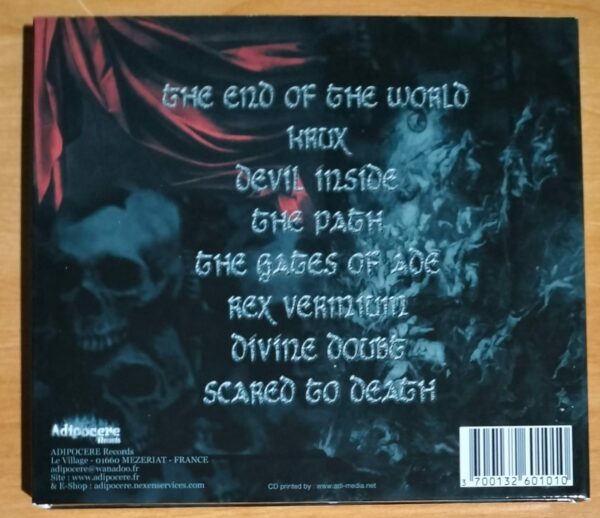 THE END OF THE WORLD
KRUX
DEVIL INSIDE
THE PATH
THE GATES OF ADE
REX VERMIUM
DIVINE DOUBT
SCARED TO DEATH
Adipocere
Records
ADIPOCERE Records
Le Village - 01660 MEZERIAT - FRANCE
adipocere@wanadoo.fr
Site : www.adipocere.fr
& E-Shop : adipocere.nexenservices.com
CD printed by : www.adi-media.net
3 700132 601010